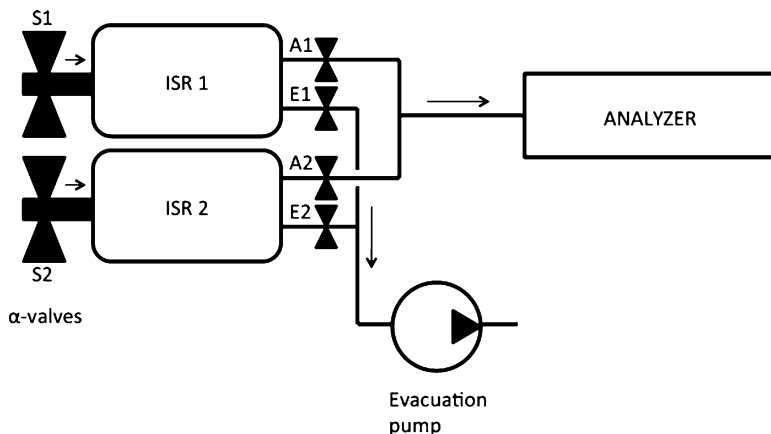 S1
A1
ISR 1
E1
ANALYZER
A2
ISR 2
E2
S2
α-valves
Evacuation
pump